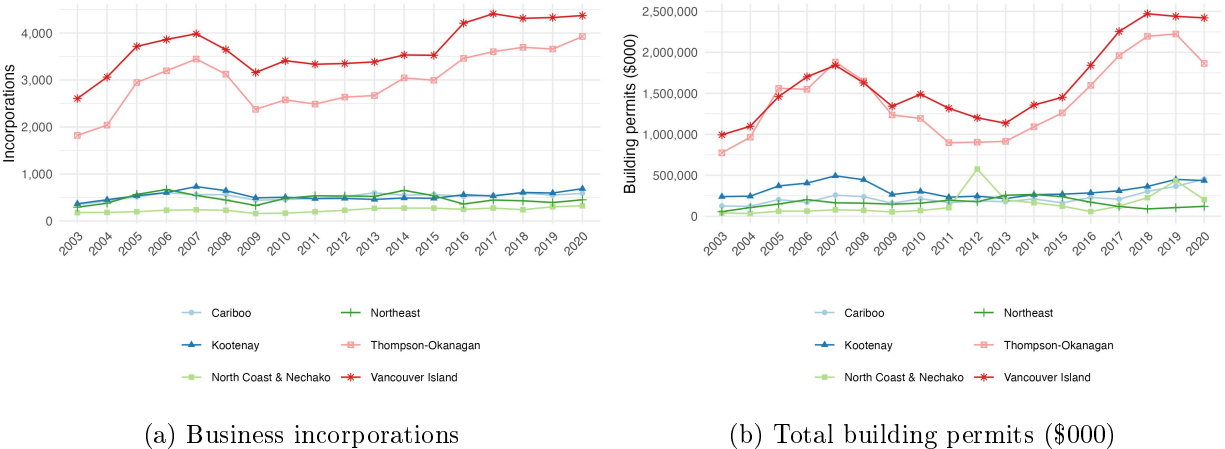 Incorporations
4,000
3,000
2,000
1,000
0
2003 2004 2005 2006 2007 2008 2009 2010 2011 2012 2013 2014 2015 2016 2017 2018 2019 2020
Cariboo Northeast
Kootenay Thompson-Okanagan
North Coast & Nechako Vancouver Island
(a) Business incorporations
Building permits ($000)
2,500,000
2,000,000
1,500,000
1,000,000
500,000
0
2003 2004 2005 2006 2007 2008 2009 2010 2011 2012 2013 2014 2015 2016 2017 2018 2019 2020
Cariboo Northeast
Kootenay Thompson-Okanagan
North Coast & Nechako Vancouver Island
(b) Total building permits ($000)